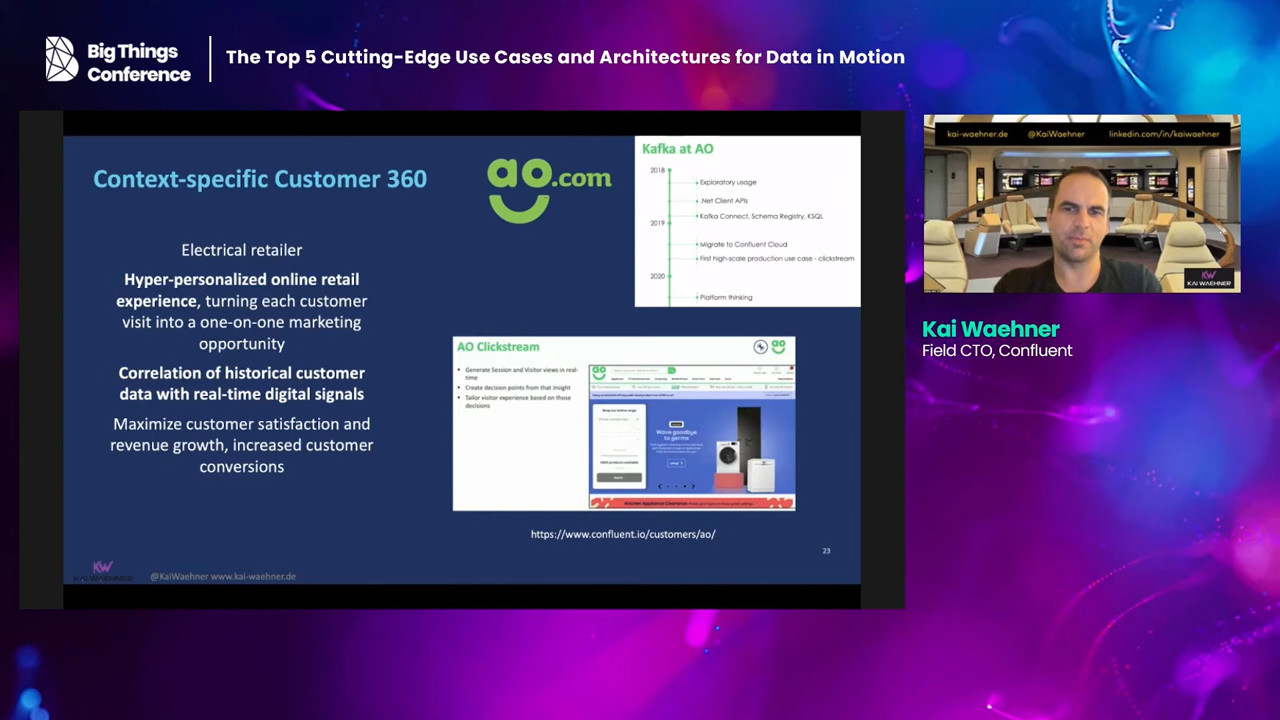 Big Things
Conference
The Top 5 Cutting-Edge Use Cases and Architectures for Data in Motion
Context-specific Customer 360
Electrical retailer
Hyper-personalized online retail
experience, turning each customer
visit into a one-on-one marketing
opportunity
Correlation of historical customer
data with real-time digital signals
Maximize customer satisfaction and
revenue growth, increased customer
conversions
ao.com
Kafka at AO
2018
Exploratory usage
.Net Client APIs
Kafka Connect, Schema Registry, KSQL
2019
Migrate to Confluent Cloud
First high-scale production use case - clickstream
2020
Platform thinking
AO Clickstream
ao
Generate Session and Visitor views in real-
time
Create decision points from that insight
Tailor visitor experience based on those
decisions
ao
Wave goodbye
to germs
https://www.confluent.io/customers/ao/
23
KW
KAI WAEHNER
@KaiWaehner www.kai-waehner.de
kai-waehner.de @KaiWaehner linkedin.com/in/kaiwaehner
KW
KAI WAEHNER
Kai Waehner
Field CTO, Confluent